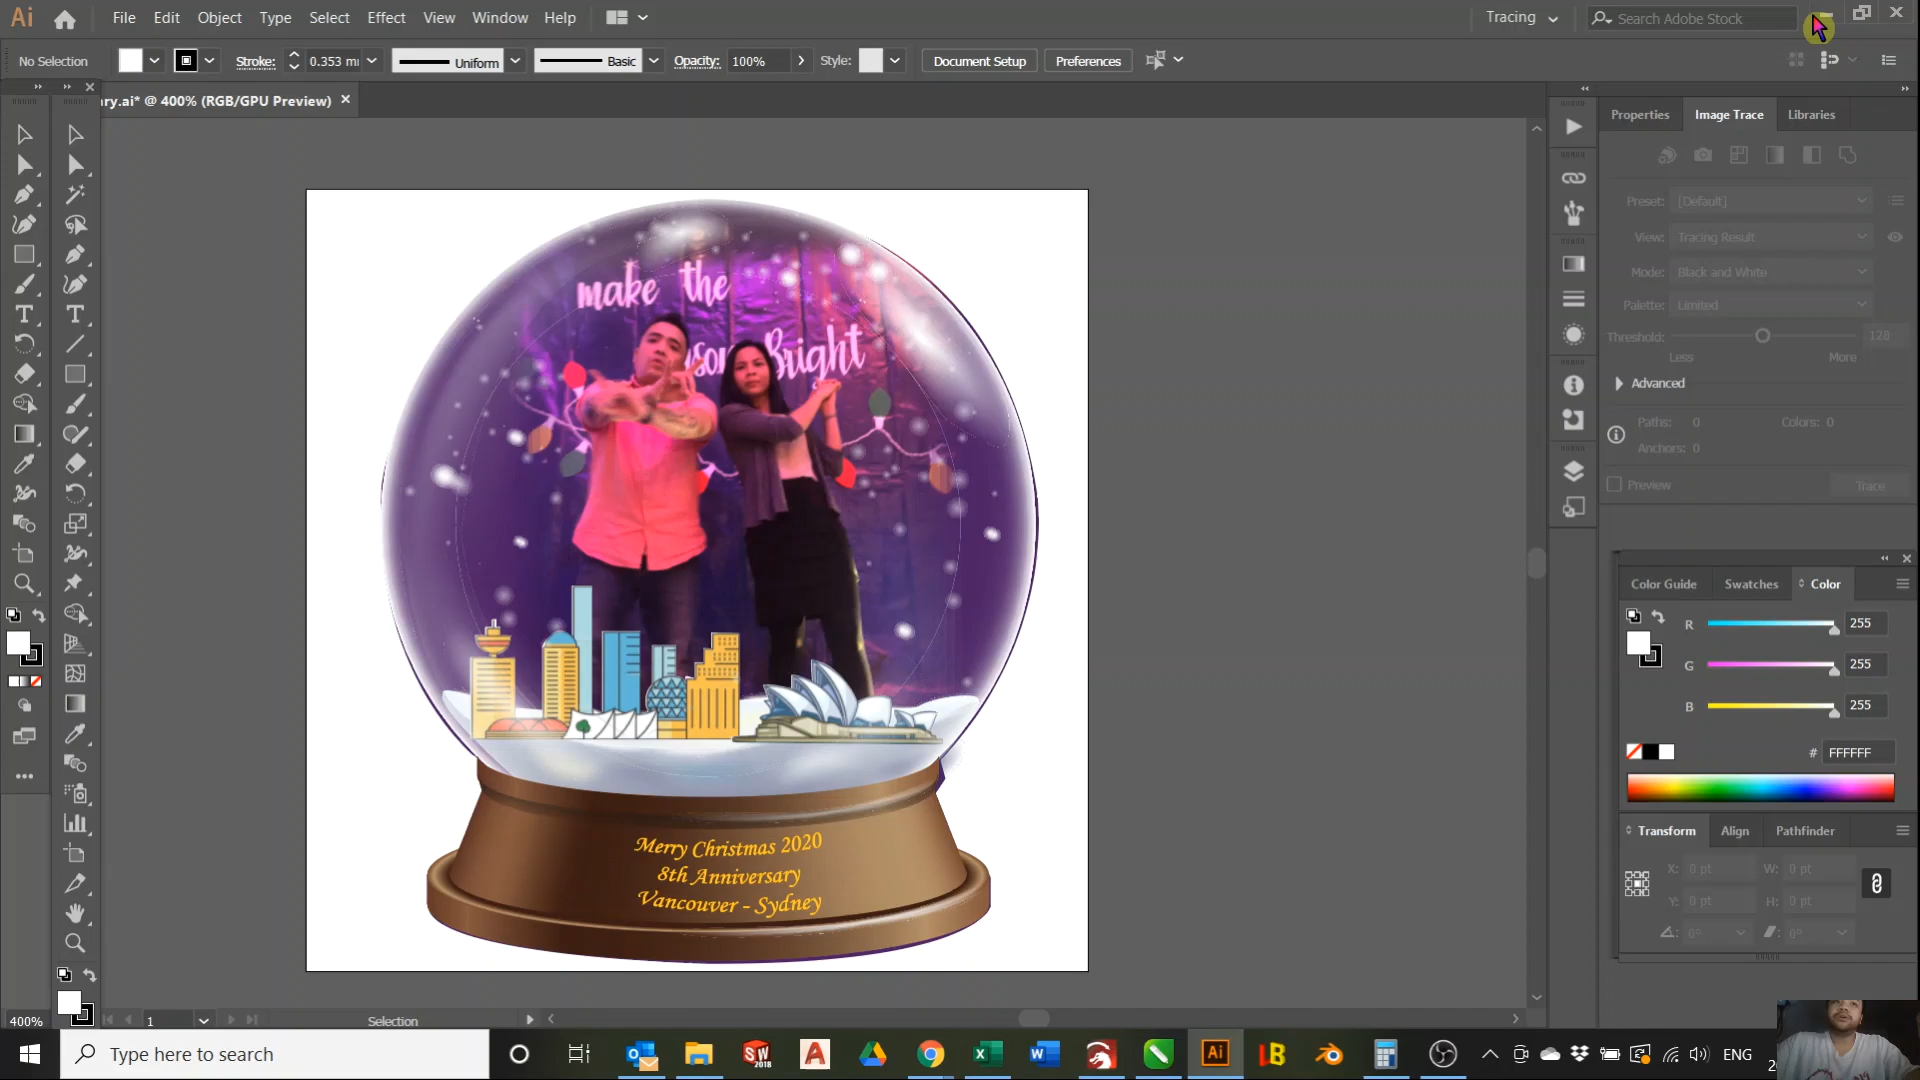 Ai File Edit Object Type Select Effect View Window Help Tracing Search Adobe Stock
No Selection Stroke: 0.353 m Uniform Basic Opacity: 100% Style: Document Setup Preferences
ry.ai* @ 400% (RGB/GPU Preview)
Properties Image Trace Libraries
Preset: [Default]
View: Tracing Result
Mode: Black and White
Palette: Limited
Threshold: 128
Less More
Advanced
Paths: 0 Colors: 0
Anchors: 0
Preview Trace
make the
son Bright
Merry Christmas 2020
8th Anniversary
Vancouver - Sydney
Color Guide Swatches Color
R 255
G 255
B 255
# FFFFFF
Transform Align Pathfinder
X: 0 pt W: 0 pt
Y: 0 pt H: 0 pt
0° 0°
400% 1 Selection
Type here to search
SW 2018 A X W Ai LB ENG